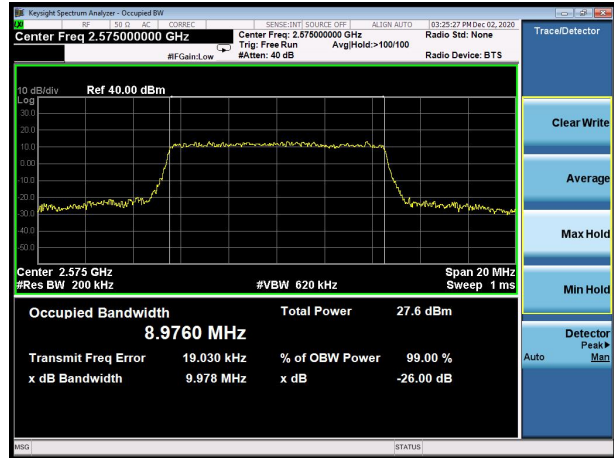 Keysight Spectrum Analyzer - Occupied BW
RF 50 Ω AC CORREC SENSE:INT SOURCE OFF ALIGN AUTO 03:25:27 PM Dec 02, 2020
Center Freq 2.575000000 GHz
Center Freq: 2.575000000 GHz
Radio Std: None
Trig: Free Run Avg|Hold:>100/100
#IFGain:Low #Atten: 40 dB Radio Device: BTS
Trace/Detector
10 dB/div Ref 40.00 dBm
Log
30.0
20.0
10.0
0.00
-10.0
-20.0
-30.0
-40.0
-50.0
Center 2.575 GHz Span 20 MHz
#Res BW 200 kHz #VBW 620 kHz Sweep 1 ms
Occupied Bandwidth Total Power 27.6 dBm
8.9760 MHz
Transmit Freq Error 19.030 kHz % of OBW Power 99.00 %
x dB Bandwidth 9.978 MHz x dB -26.00 dB
Clear Write
Average
Max Hold
Min Hold
Detector
Peak▶
Auto Man
MSG STATUS